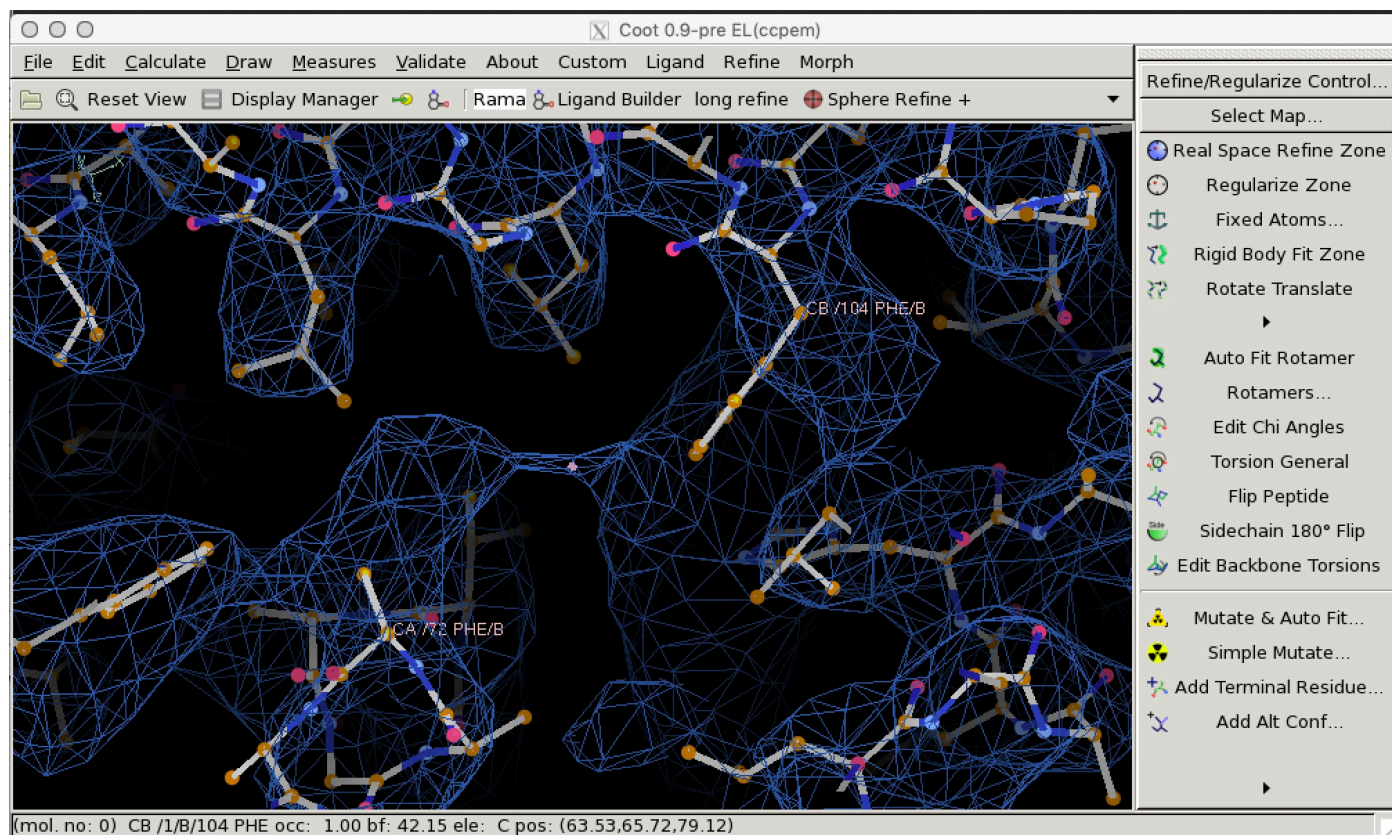 Coot 0.9-pre EL(ccpem)
File Edit Calculate Draw Measures Validate About Custom Ligand Refine Morph
Reset View Display Manager Rama Ligand Builder long refine Sphere Refine +
Refine/Regularize Control...
Select Map...
Real Space Refine Zone
Regularize Zone
Fixed Atoms...
Rigid Body Fit Zone
Rotate Translate
Auto Fit Rotamer
Rotamers...
Edit Chi Angles
Torsion General
Flip Peptide
Side
Sidechain 180° Flip
Edit Backbone Torsions
Mutate & Auto Fit...
Simple Mutate...
Add Terminal Residue...
Add Alt Conf...
CB /104 PHE/B
CA /72 PHE/B
(mol. no: 0) CB /1/B/104 PHE occ: 1.00 bf: 42.15 ele: C pos: (63.53,65.72,79.12)